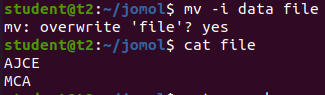 student@t2:~/jomol$ mv -i data file
mv: overwrite 'file'? yes
student@t2:~/jomol$ cat file
AJCE
MCA